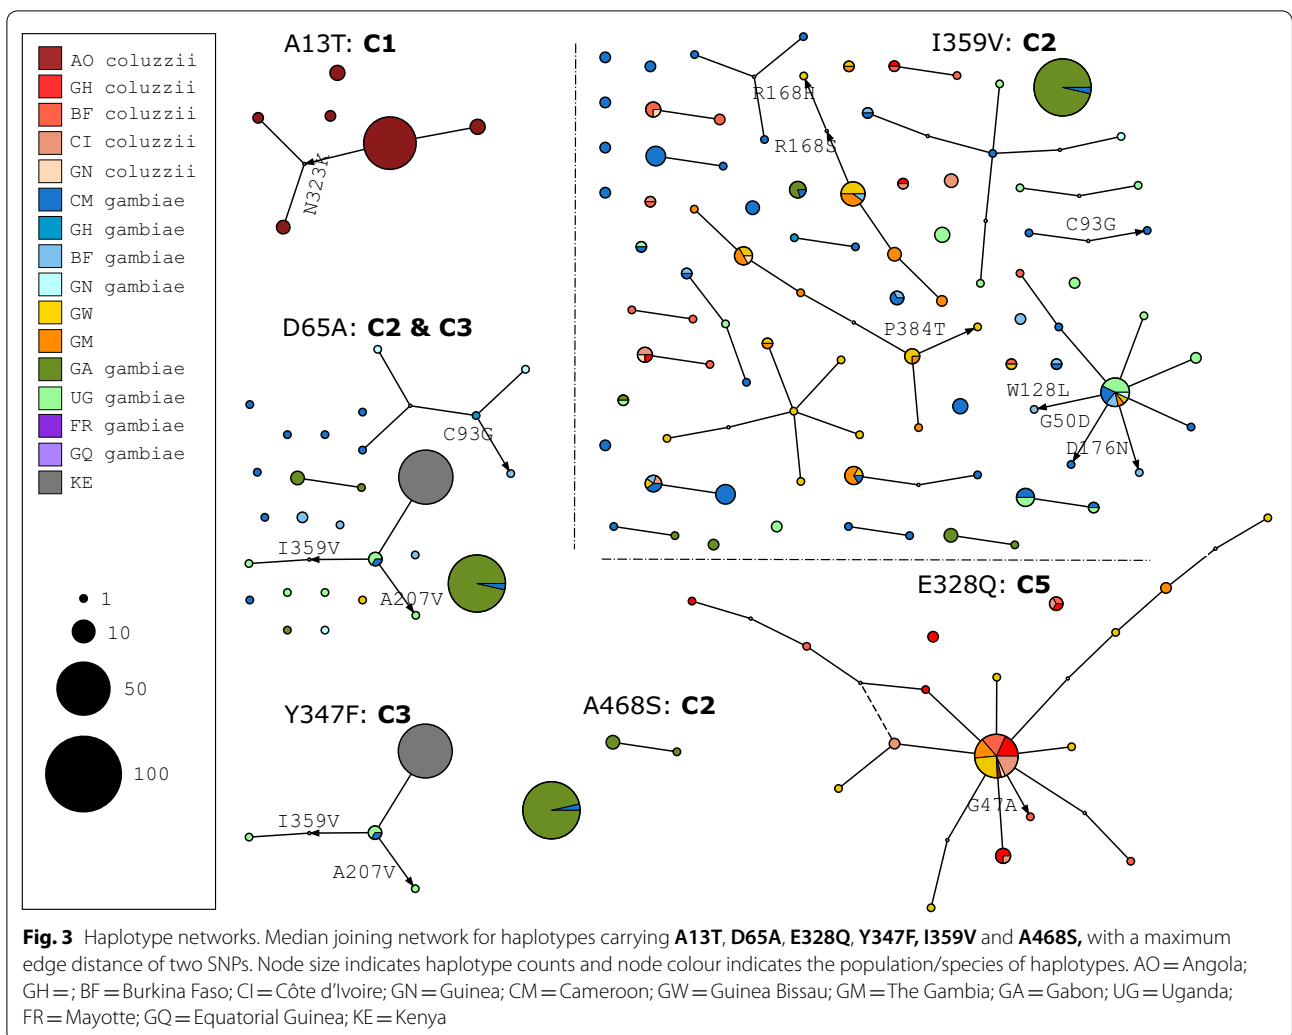 AO coluzzii
GH coluzzii
BF coluzzii
CI coluzzii
GN coluzzii
CM gambiae
GH gambiae
BF gambiae
GN gambiae
GW
GM
GA gambiae
UG gambiae
FR gambiae
GQ gambiae
KE
1
10
50
100
A13T: C1
N323K
D65A: C2 & C3
C93G
I359V
A207V
Y347F: C3
I359V
A207V
A468S: C2
I359V: C2
R168H
R168S
C93G
P384T
W128L
G50D
D176N
E328Q: C5
G47A
Fig. 3 Haplotype networks. Median joining network for haplotypes carrying A13T, D65A, E328Q, Y347F, I359V and A468S, with a maximum
edge distance of two SNPs. Node size indicates haplotype counts and node colour indicates the population/species of haplotypes. AO = Angola;
GH = ; BF = Burkina Faso; CI = Côte d'Ivoire; GN = Guinea; CM = Cameroon; GW = Guinea Bissau; GM = The Gambia; GA = Gabon; UG = Uganda;
FR = Mayotte; GQ = Equatorial Guinea; KE = Kenya